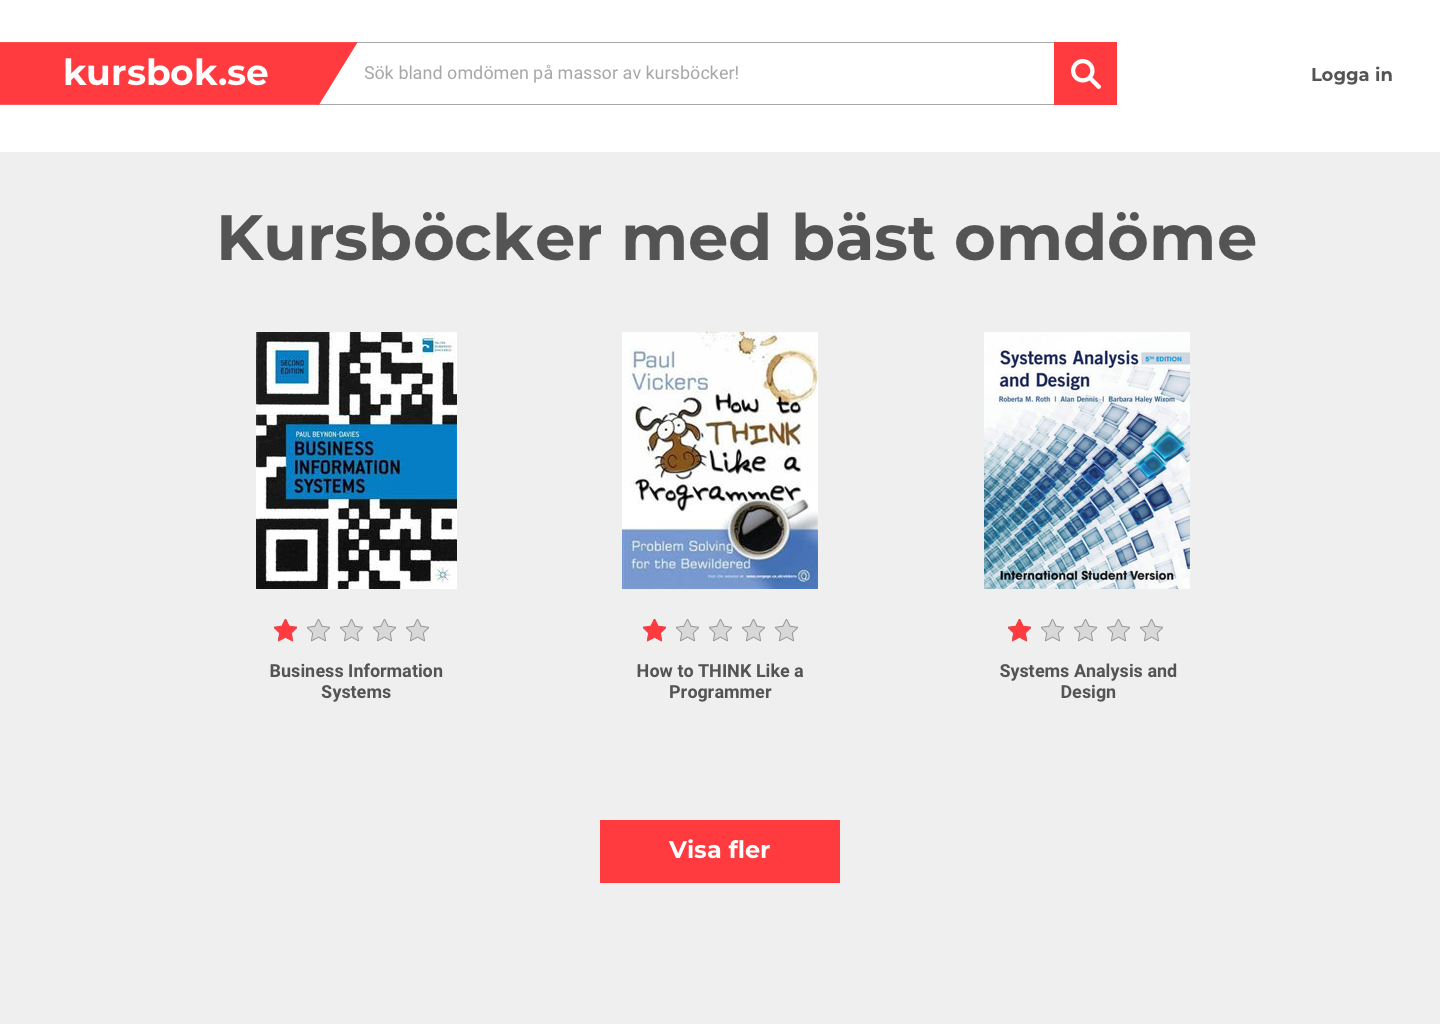 kursbok.se
Sök bland omdömen på massor av kursböcker!
Logga in
Kursböcker med bäst omdöme
SECOND
EDITION
PAUL BEYNON-DAVIES
BUSINESS
INFORMATION
SYSTEMS
Paul
Vickers
How to
THINK
Like a
Programmer
Problem Solving
for the Bewildered
Systems Analysis
5TH EDITION
and Design
Roberta M. Roth | Alan Dennis | Barbara Haley Wixom
International Student Version
Business Information
Systems
How to THINK Like a
Programmer
Systems Analysis and
Design
Visa fler